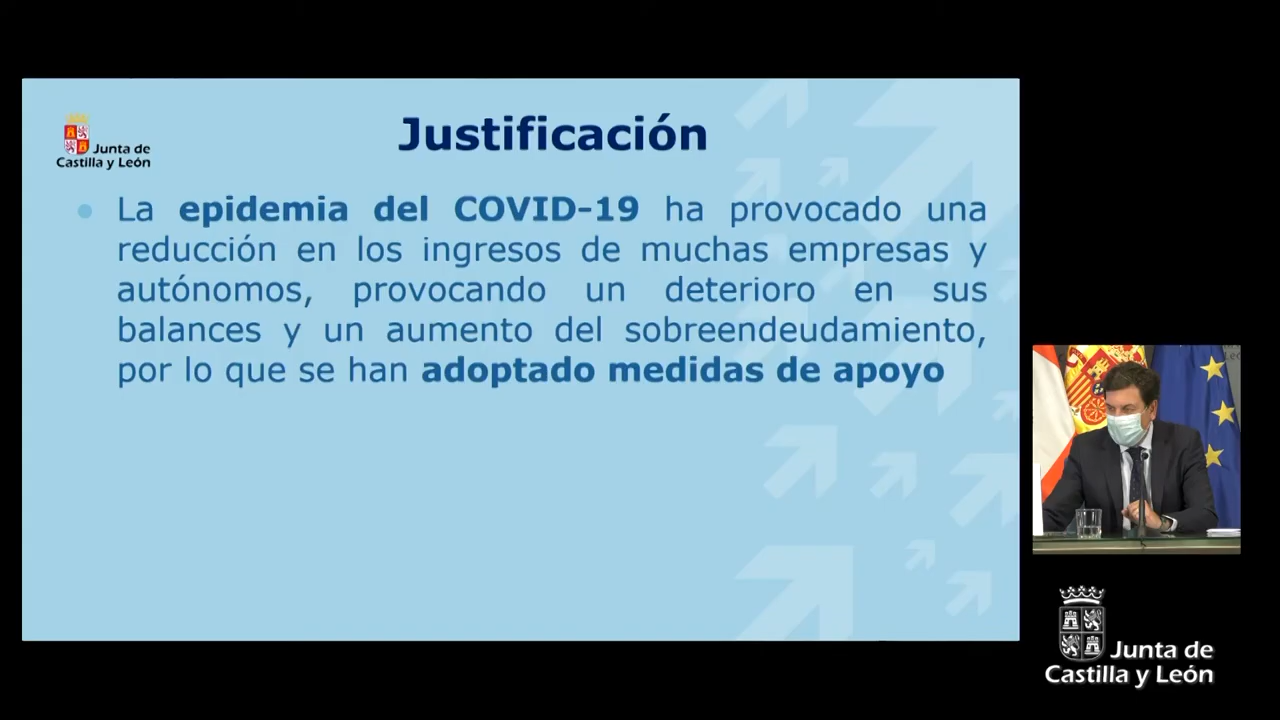 Junta de
Castilla y León
Justificación
La epidemia del COVID-19 ha provocado una
reducción en los ingresos de muchas empresas y
autónomos, provocando un deterioro en sus
balances y un aumento del sobreendeudamiento,
por lo que se han adoptado medidas de apoyo
Junta de
Castilla y León